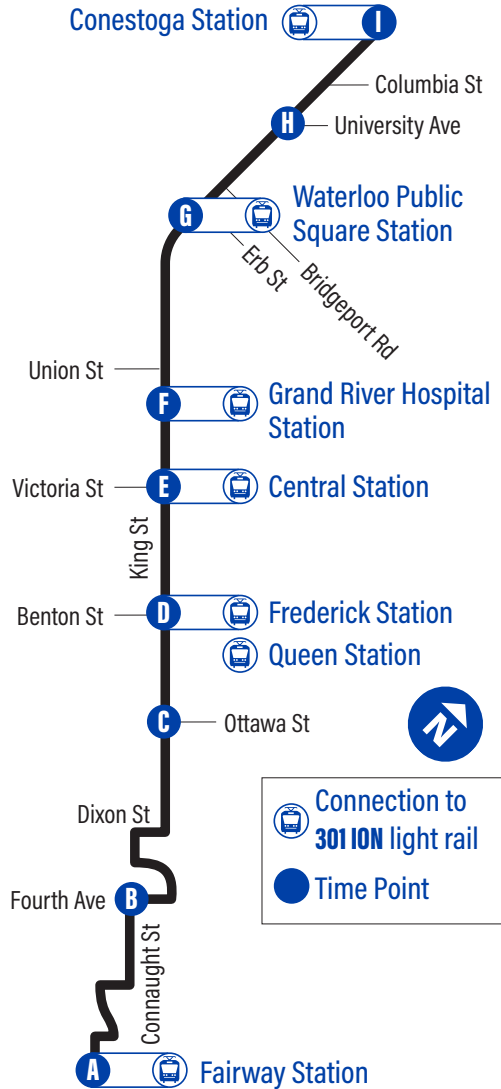 Conestoga Station
I
Columbia St
H
University Ave
G
Waterloo Public
Square Station
Erb St
Bridgeport Rd
Union St
F
Grand River Hospital
Station
Victoria St
E
Central Station
King St
Benton St
D
Frederick Station
Queen Station
C
Ottawa St
N
Dixon St
Connection to
301 ION light rail
Time Point
Fourth Ave
B
Connaught St
A
Fairway Station